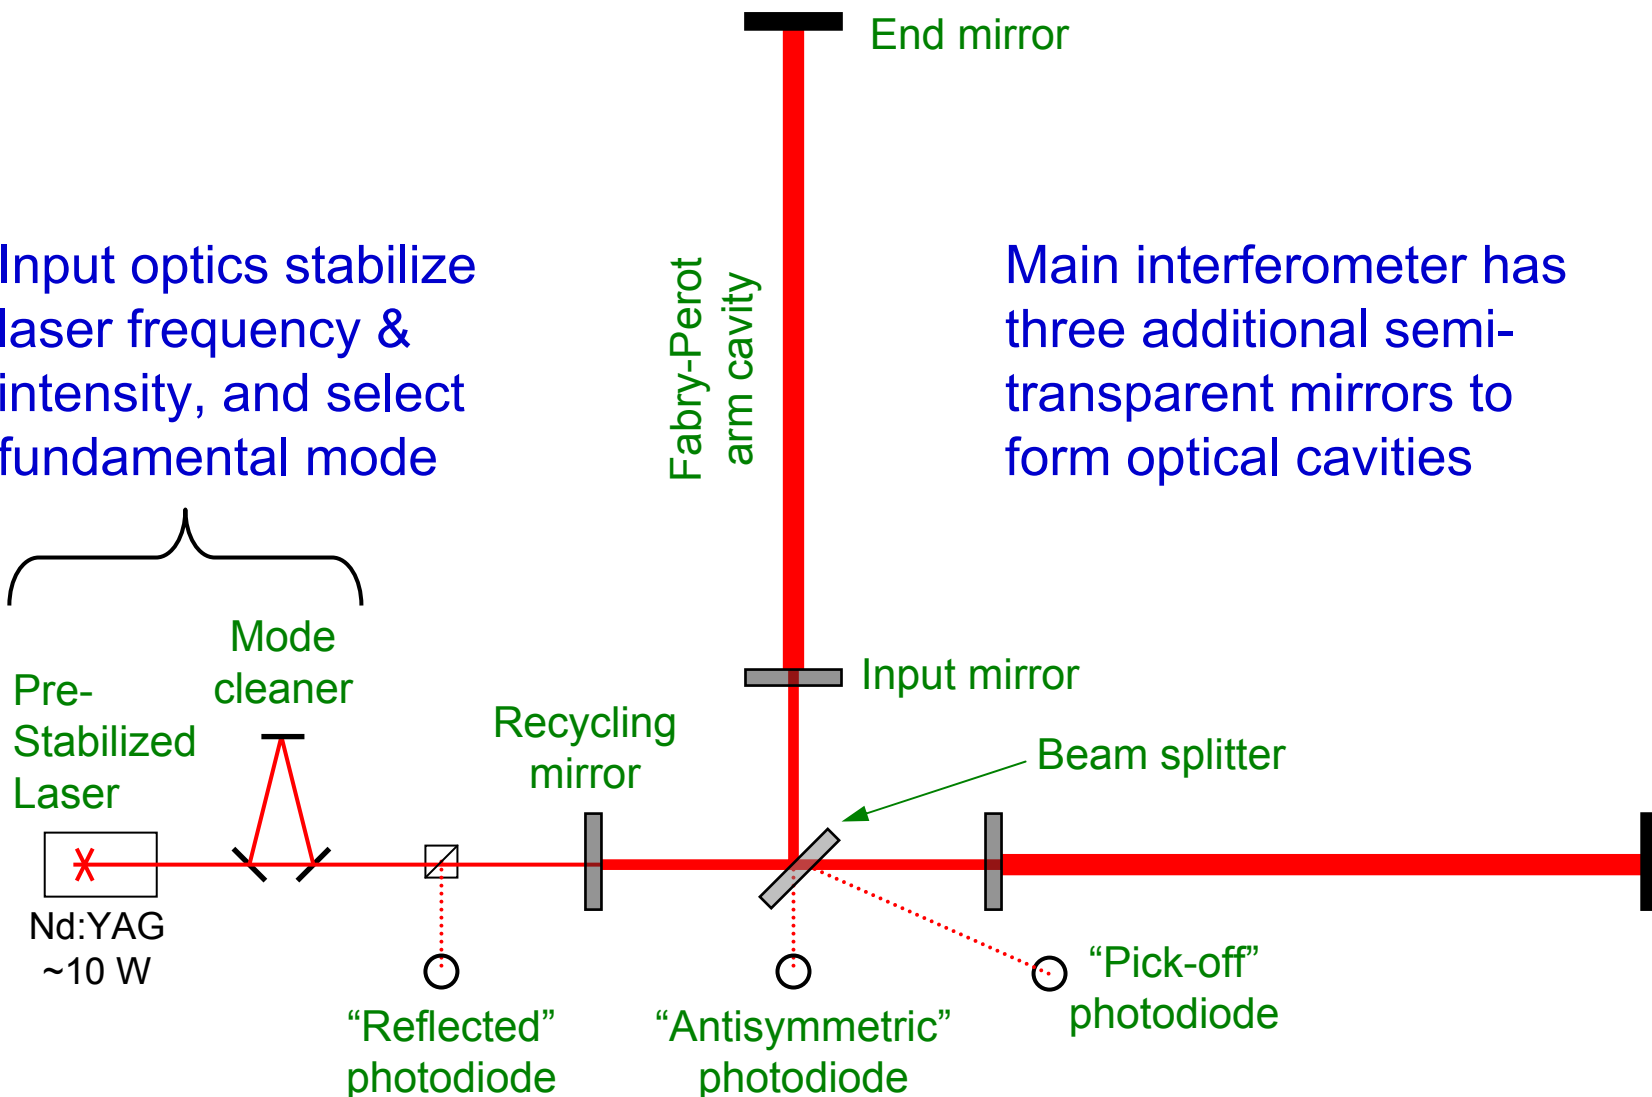 End mirror
Input optics stabilize
laser frequency &
intensity, and select
fundamental mode
Fabry-Perot
arm cavity
Main interferometer has
three additional semi-
transparent mirrors to
form optical cavities
Mode
cleaner
Pre-
Stabilized
Laser
Input mirror
Recycling
mirror
Beam splitter
Nd:YAG
~10 W
“Reflected”
photodiode
“Antisymmetric”
photodiode
“Pick-off”
photodiode